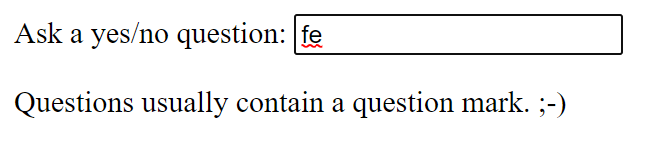 Ask a yes/no question: fe
Questions usually contain a question mark. ;-)